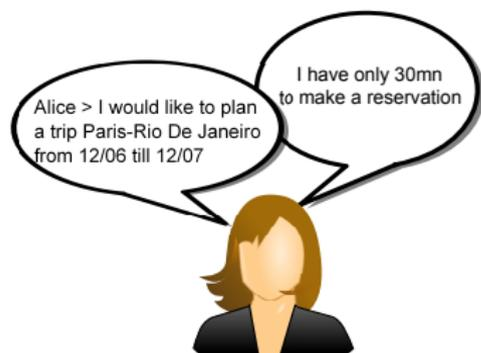 Alice > I would like to plan
a trip Paris-Rio De Janeiro
from 12/06 till 12/07
I have only 30mn
to make a reservation